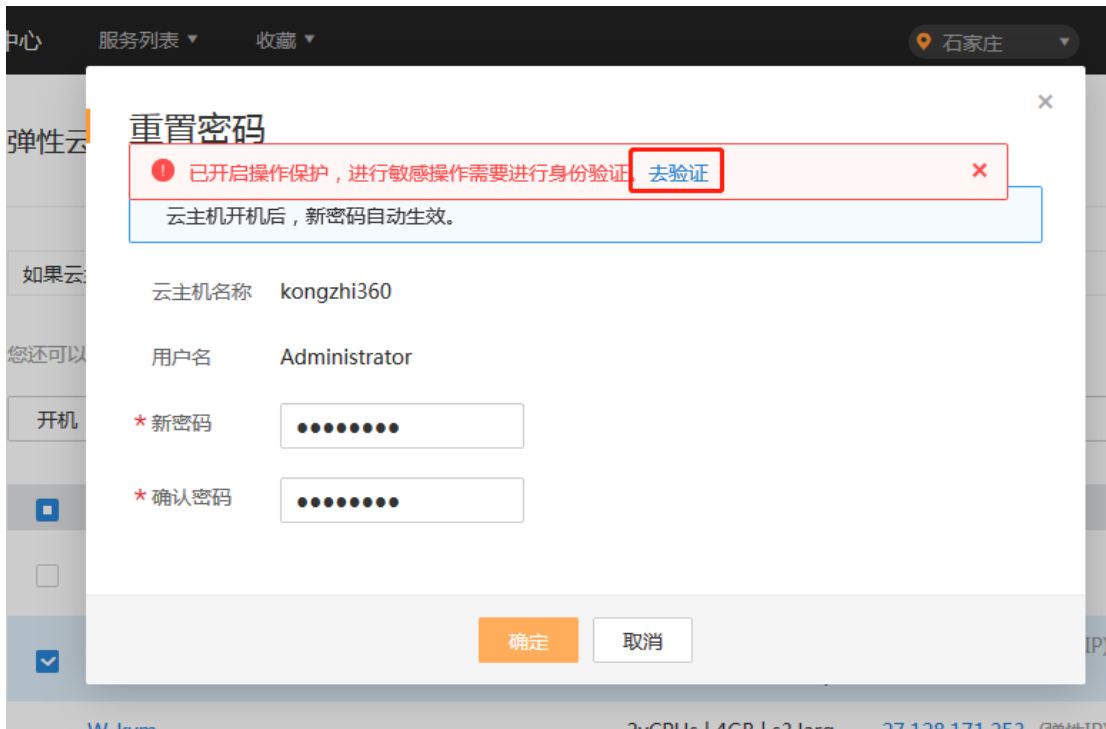 中心 服务列表 收藏 石家庄
弹性云
重置密码
已开启操作保护，进行敏感操作需要进行身份验证. 去验证
云主机开机后，新密码自动生效。
如果云
云主机名称 kongzhi360
您还可以
用户名 Administrator
开机
* 新密码 ●●●●●●●●
* 确认密码 ●●●●●●●●
确定 取消
IP)